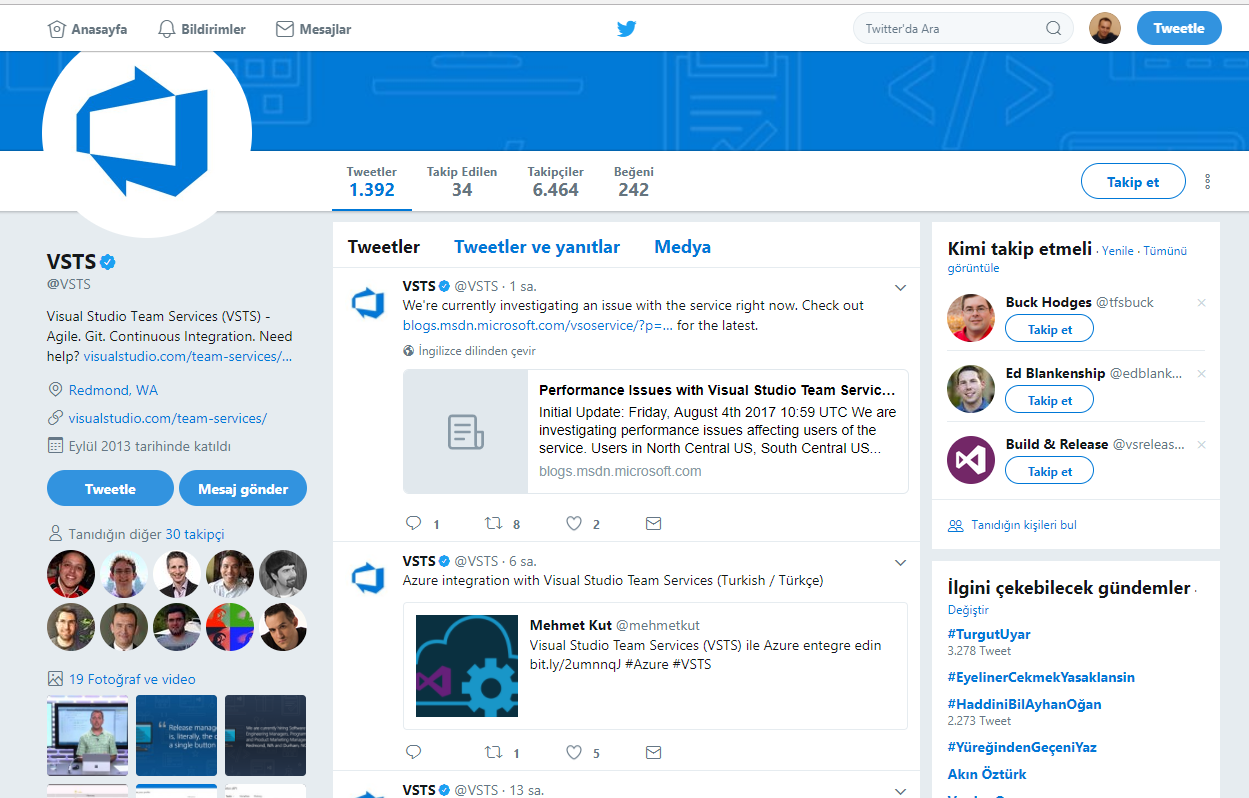 Anasayfa
Bildirimler
Mesajlar
Twitter'da Ara
Tweetle
Tweetler
1.392
Takip Edilen
34
Takipçiler
6.464
Beğeni
242
Takip et
VSTS
@VSTS
Visual Studio Team Services (VSTS) -
Agile. Git. Continuous Integration. Need
help? visualstudio.com/team-services/…
Redmond, WA
visualstudio.com/team-services/
Eylül 2013 tarihinde katıldı
Tweetle
Mesaj gönder
Tanıdığın diğer 30 takipçi
19 Fotoğraf ve video
Release manage
is, literally, the c
a single button
Tweetler
Tweetler ve yanıtlar
Medya
VSTS @VSTS · 1 sa.
We're currently investigating an issue with the service right now. Check out
blogs.msdn.microsoft.com/vsoservice/?p=… for the latest.
İngilizce dilinden çevir
Performance Issues with Visual Studio Team Servic…
Initial Update: Friday, August 4th 2017 10:59 UTC We are
investigating performance issues affecting users of the
service. Users in North Central US, South Central US...
blogs.msdn.microsoft.com
1
8
2
VSTS @VSTS · 6 sa.
Azure integration with Visual Studio Team Services (Turkish / Türkçe)
Mehmet Kut @mehmetkut
Visual Studio Team Services (VSTS) ile Azure entegre edin
bit.ly/2umnnqJ #Azure #VSTS
1
5
VSTS @VSTS · 13 sa.
Kimi takip etmeli · Yenile · Tümünü
görüntüle
Buck Hodges @tfsbuck
Takip et
Ed Blankenship @edblank...
Takip et
Build & Release @vsreleas...
Takip et
Tanıdığın kişileri bul
İlgini çekebilecek gündemler ·
Değiştir
#TurgutUyar
3.278 Tweet
#EyelinerCekmekYasaklansin
#HaddiniBilAyhanOğan
2.273 Tweet
#YüreğindenGeçeniYaz
Akın Öztürk